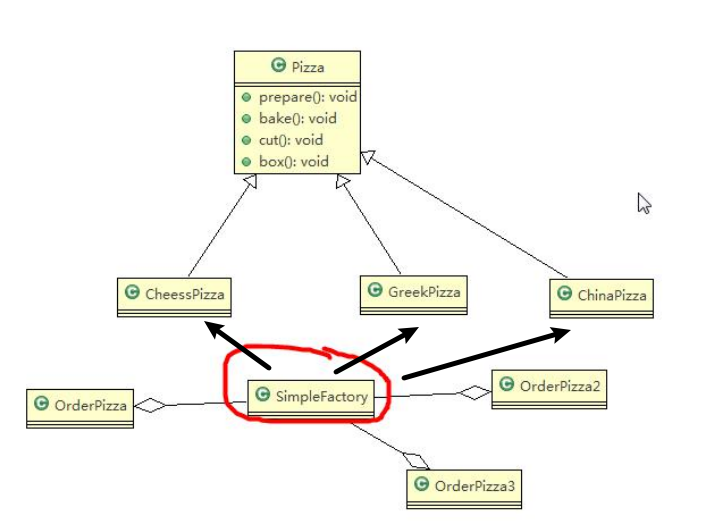 Pizza
prepare(): void
bake(): void
cut(): void
box(): void
CheessPizza
GreekPizza
ChinaPizza
OrderPizza
SimpleFactory
OrderPizza2
OrderPizza3